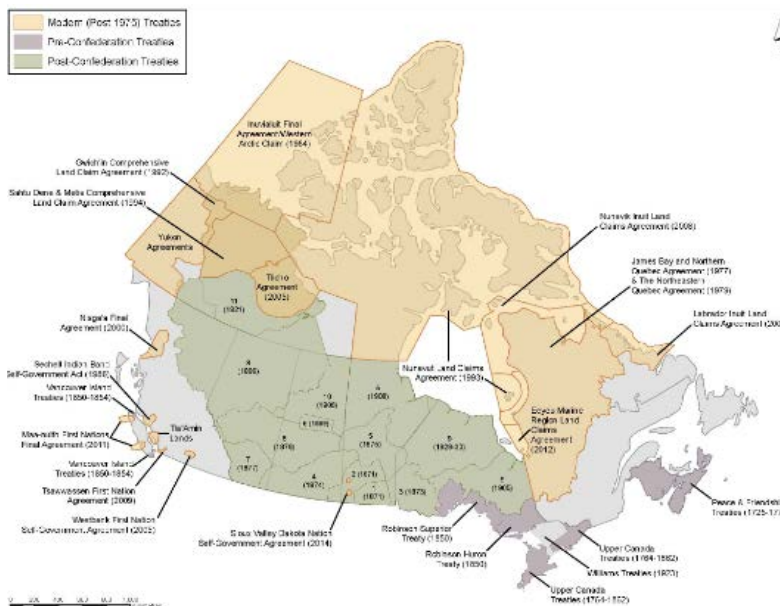 Modern (Post 1975) Treaties
Pre-Confederation Treaties
Post-Confederation Treaties
Inuvialuit Final
Agreement/Western
Arctic Claim (1984)
Gwich'in Comprehensive
Land Claim Agreement (1992)
Sahtu Dene & Metis Comprehensive
Land Claim Agreement (1994)
Yukon
Agreements
Tlicho
Agreement
(2005)
Nunavik Inuit Land
Claims Agreement (2008)
James Bay and Northern
Quebec Agreement (1977)
& The Northeastern
Quebec Agreement (1978)
Labrador Inuit Land
Claims Agreement
11
(1921)
Nisga'a Final
Agreement (2000)
Nunavut Land Claims
Agreement (1993)
Sechelt Indian Band
Self-Government Act (1986)
Vancouver Island
Treaties (1850-1854)
8
(1899)
10
(1906)
(1908)
Eeyou Marine
Region Land
Claims
Agreement
(2012)
Tla'Amin
Lands
Maa-nulth First Nations
Final Agreement (2011)
6
(1876)
5
(1875)
9
(1929-30)
7
(1877)
4
(1874)
2 (1871)
1
(1871)
3 (1873)
(1905)
Vancouver Island
Treaties (1850-1854)
Tsawwassen First Nation
Agreement (2009)
Westbank First Nation
Self-Government Agreement (2005)
Sioux Valley Dakota Nation
Self-Government Agreement (2014)
Robinson Superior
Treaty (1850)
Robinson Huron
Treaty (1850)
Peace & Friendship
Treaties
Upper Canada
Treaties (1764-1862)
Williams Treaties (1923)
Upper Canada
Treaties (1764-1862)
0 200 400 600 800 1,000